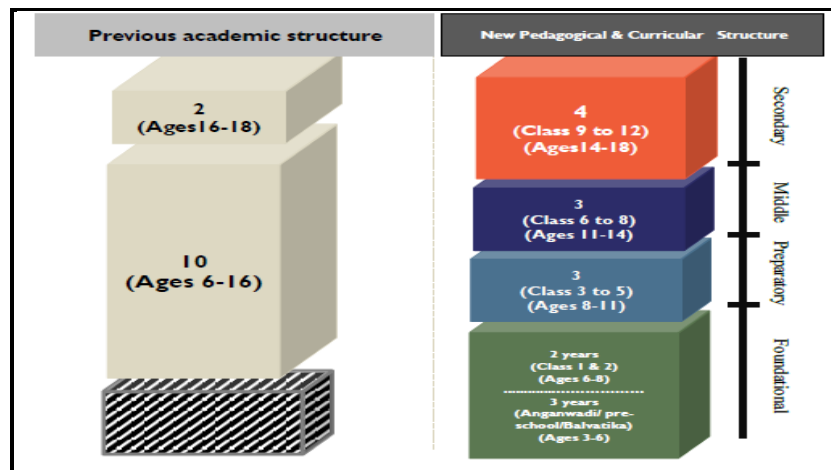 Previous academic structure
New Pedagogical & Curricular Structure
2
(Ages16-18)
10
(Ages 6-16)
4
(Class 9 to 12)
(Ages14-18)
3
(Class 6 to 8)
(Ages 11-14)
3
(Class 3 to 5)
(Ages 8-11)
2 years
(Class 1 & 2)
(Ages 6-8)
3 years
(Anganwadi/ pre-
school/Balvatika)
(Ages 3-6)
Secondary
Middle
Preparatory
Foundational